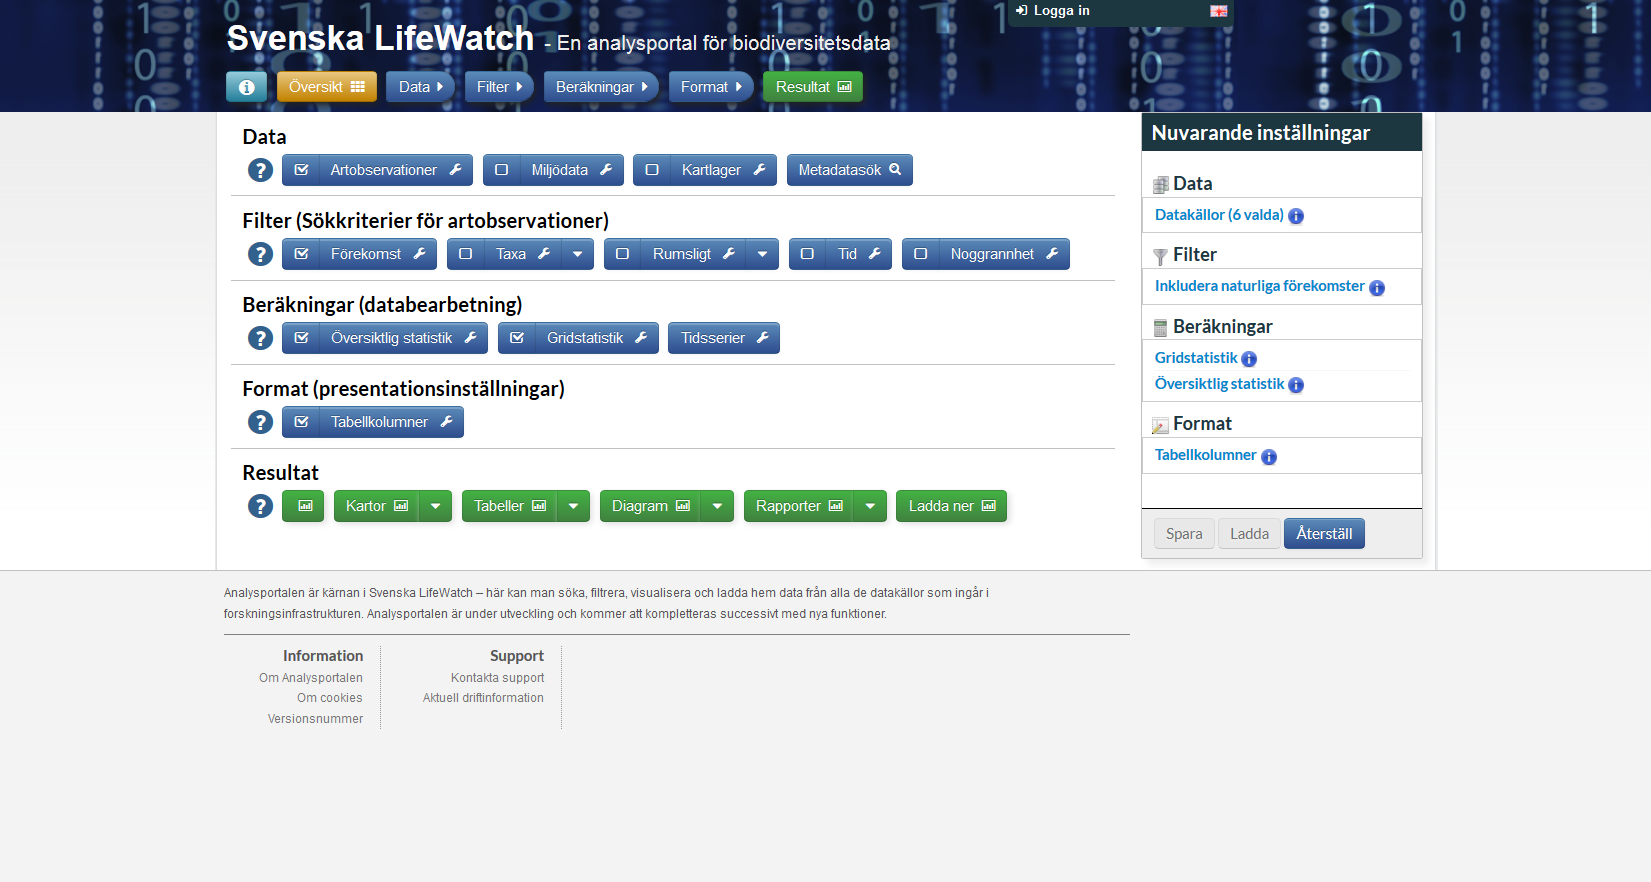 Logga in
Svenska LifeWatch - En analysportal för biodiversitetsdata
Översikt Data Filter Beräkningar Format Resultat
Data
Artobservationer Miljödata Kartlager Metadatasök
Filter (Sökkriterier för artobservationer)
Förekomst Taxa Rumsligt Tid Noggrannhet
Beräkningar (databearbetning)
Översiktlig statistik Gridstatistik Tidsserier
Format (presentationsinställningar)
Tabellkolumner
Resultat
Kartor Tabeller Diagram Rapporter Ladda ner
Nuvarande inställningar
Data
Datakällor (6 valda)
Filter
Inkludera naturliga förekomster
Beräkningar
Gridstatistik
Översiktlig statistik
Format
Tabellkolumner
Spara Ladda Återställ
Analysportalen är kärnan i Svenska LifeWatch – här kan man söka, filtrera, visualisera och ladda hem data från alla de datakällor som ingår i
forskningsinfrastrukturen. Analysportalen är under utveckling och kommer att kompletteras successivt med nya funktioner.
Information
Om Analysportalen
Om cookies
Versionsnummer
Support
Kontakta support
Aktuell driftinformation